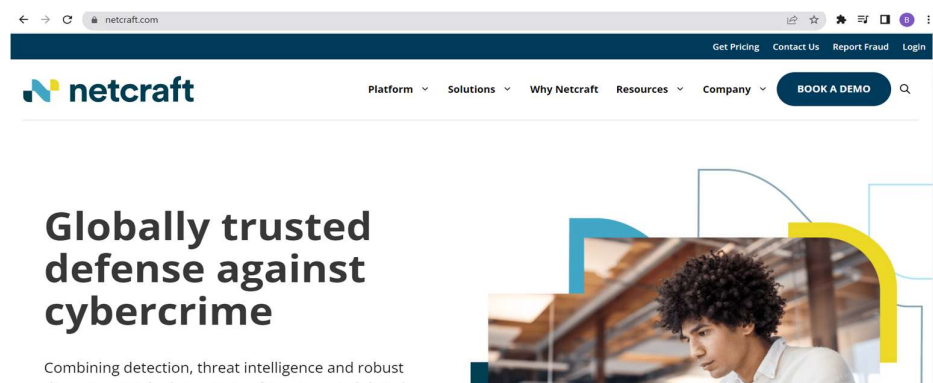 netcraft.com
B
Get Pricing Contact Us Report Fraud Login
netcraft
Platform Solutions Why Netcraft Resources Company BOOK A DEMO
Globally trusted
defense against
cybercrime
Combining detection, threat intelligence and robust